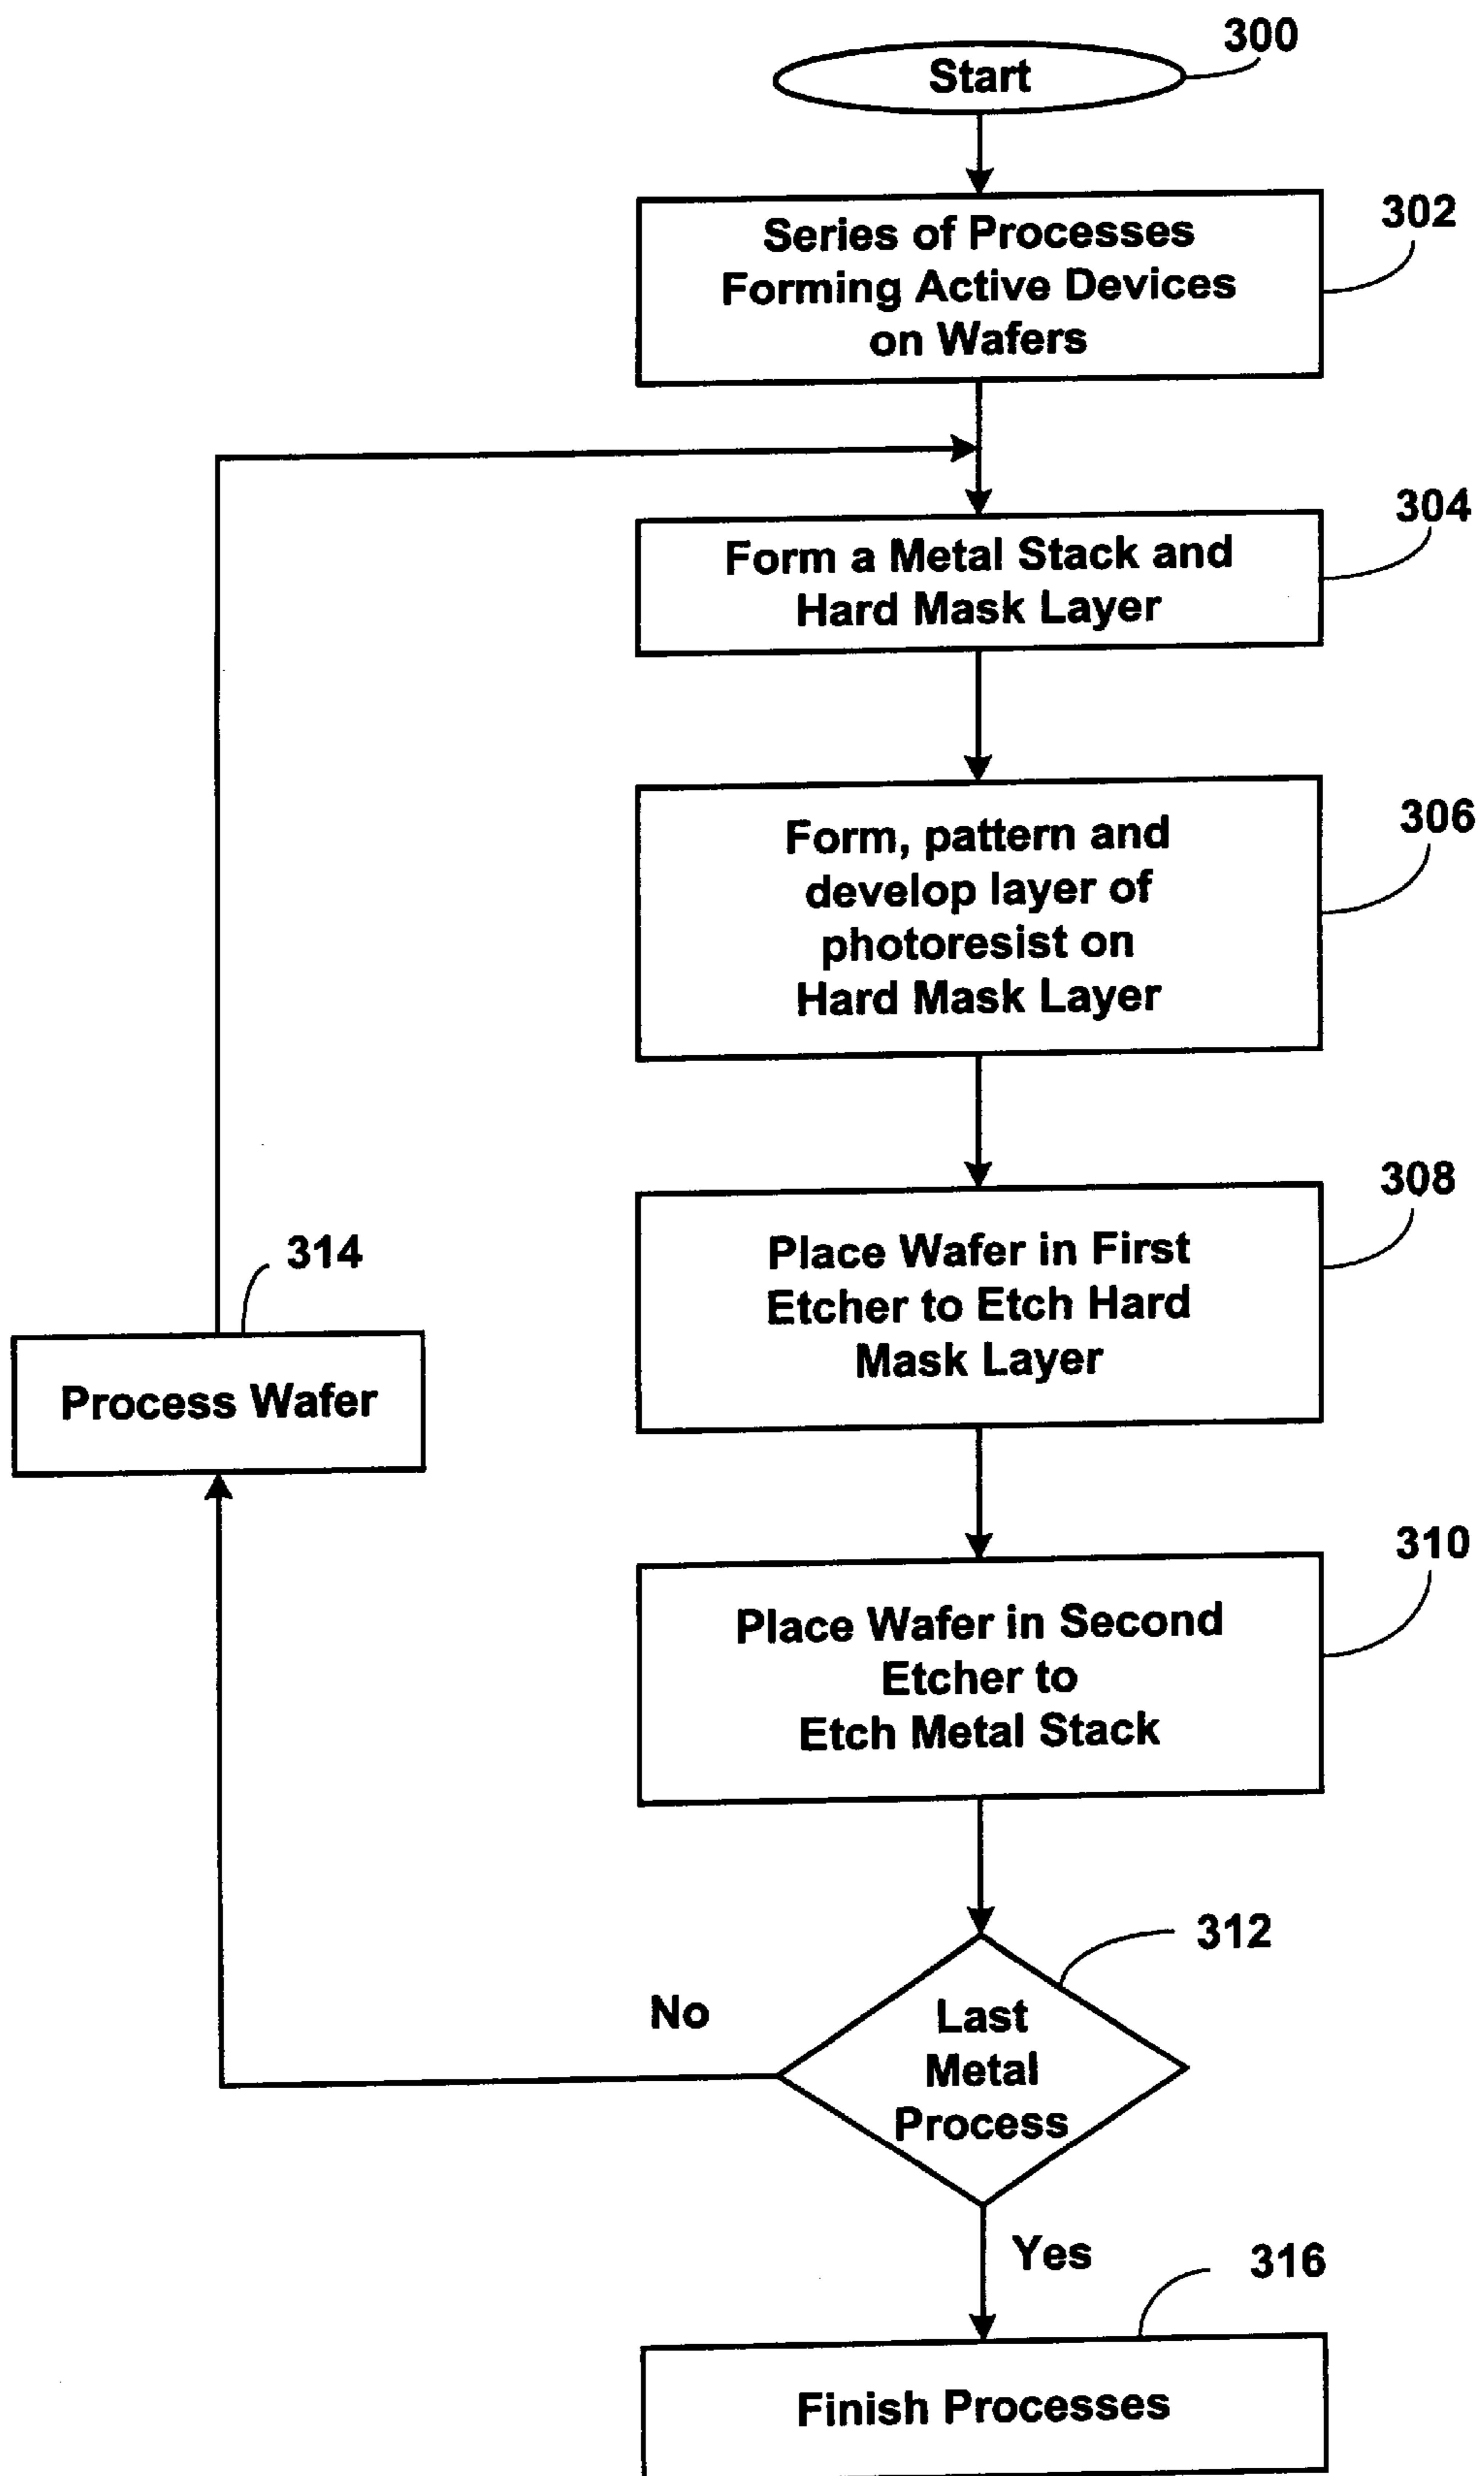 300
Start
302
Series of Processes
Forming Active Devices
on Wafers
304
Form a Metal Stack and
Hard Mask Layer
306
Form, pattern and
develop layer of
photoresist on
Hard Mask Layer
308
Place Wafer in First
Etcher to Etch Hard
Mask Layer
314
Process Wafer
310
Place Wafer in Second
Etcher to
Etch Metal Stack
312
Last
Metal
Process
No
Yes
316
Finish Processes